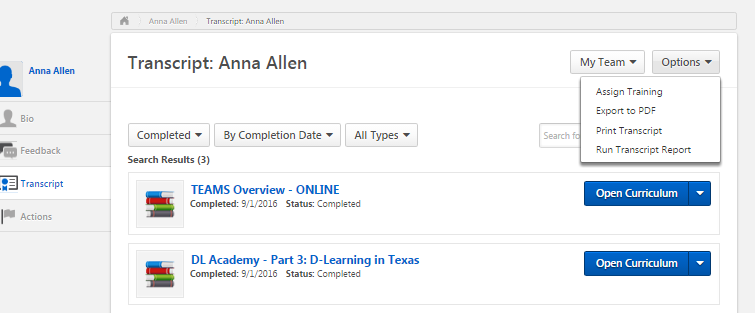 Anna Allen Transcript: Anna Allen
Transcript: Anna Allen
My Team Options
Assign Training
Export to PDF
Print Transcript
Run Transcript Report
Anna Allen
Bio
Feedback
Transcript
Actions
Completed By Completion Date All Types Search fo
Search Results (3)
TEAMS Overview - ONLINE
Completed: 9/1/2016 Status: Completed
Open Curriculum
DL Academy - Part 3: D-Learning in Texas
Completed: 9/1/2016 Status: Completed
Open Curriculum